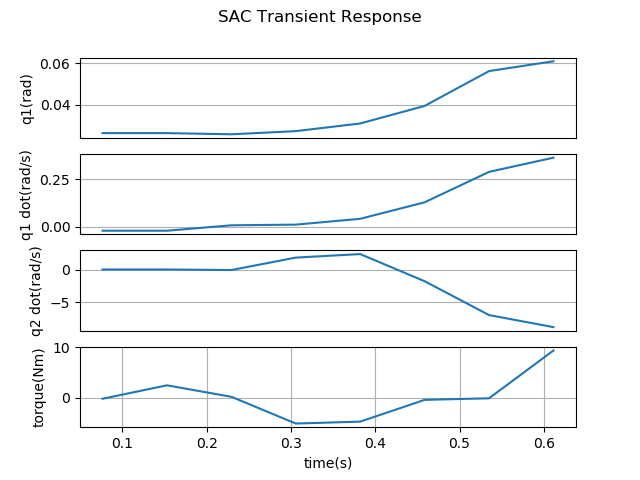 SAC Transient Response
q1(rad)
0.06
0.04
q1 dot(rad/s)
0.25
0.00
q2 dot(rad/s)
0
−5
torque(Nm)
10
0
0.1 0.2 0.3 0.4 0.5 0.6
time(s)